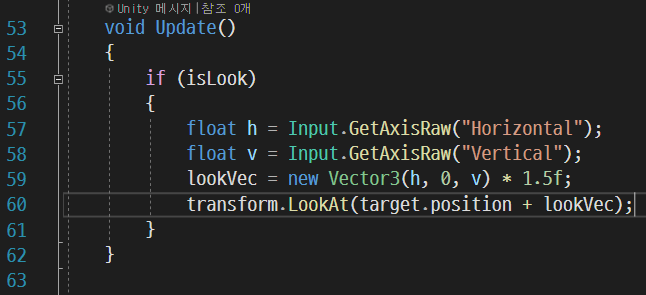 Unity 메시지|참조 0개
53 void Update()
54 {
55 if (isLook)
56 {
57 float h = Input.GetAxisRaw("Horizontal");
58 float v = Input.GetAxisRaw("Vertical");
59 lookVec = new Vector3(h, 0, v) * 1.5f;
60 transform.LookAt(target.position + lookVec);
61 }
62 }
63